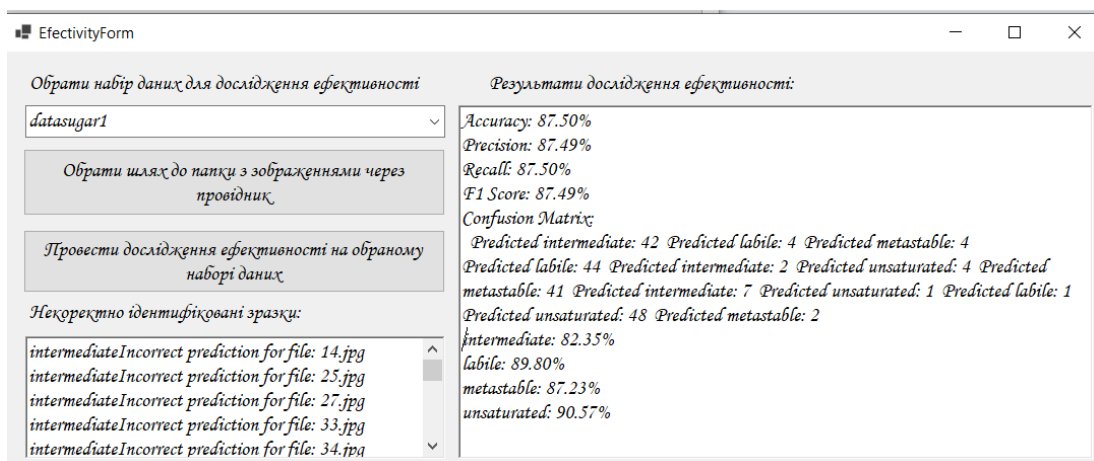 EfectivityForm
Обрати набір даних для дослідження ефективності
datasugar1
Обрати шлях до папки з зображеннями через
провідник
Провести дослідження ефективності на обраному
наборі даних
Некоректно ідентифіковані зразки:
intermediateIncorrect prediction for file: 14.jpg
intermediateIncorrect prediction for file: 25.jpg
intermediateIncorrect prediction for file: 27.jpg
intermediateIncorrect prediction for file: 33.jpg
intermediateIncorrect prediction for file: 34.jpg
Результати дослідження ефективності:
Accuracy: 87.50%
Precision: 87.49%
Recall: 87.50%
F1 Score: 87.49%
Confusion Matrix:
Predicted intermediate: 42 Predicted labile: 4 Predicted metastable: 4
Predicted labile: 44 Predicted intermediate: 2 Predicted unsaturated: 4 Predicted
metastable: 41 Predicted intermediate: 7 Predicted unsaturated: 1 Predicted labile: 1
Predicted unsaturated: 48 Predicted metastable: 2
intermediate: 82.35%
labile: 89.80%
metastable: 87.23%
unsaturated: 90.57%